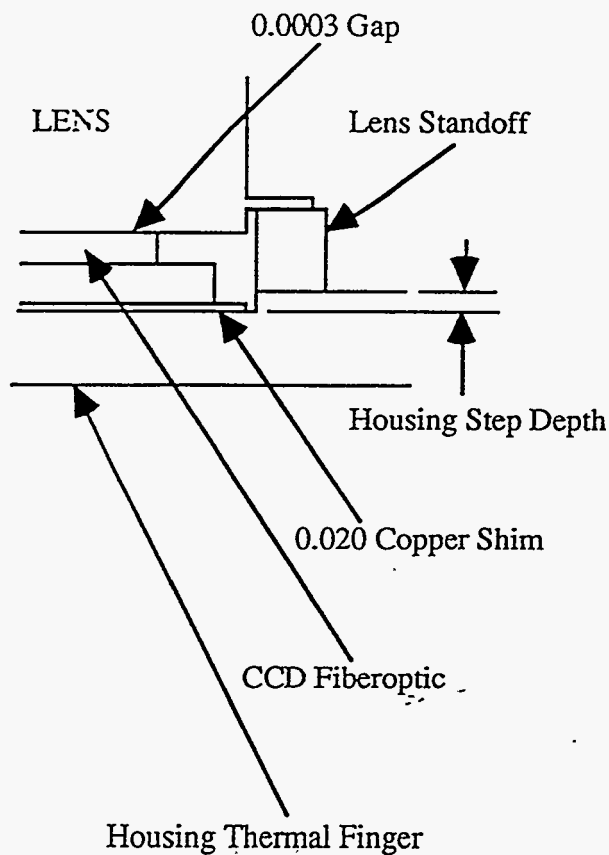 0.0003 Gap
LENS
Lens Standoff
Housing Step Depth
0.020 Copper Shim
CCD Fiberoptic
Housing Thermal Finger